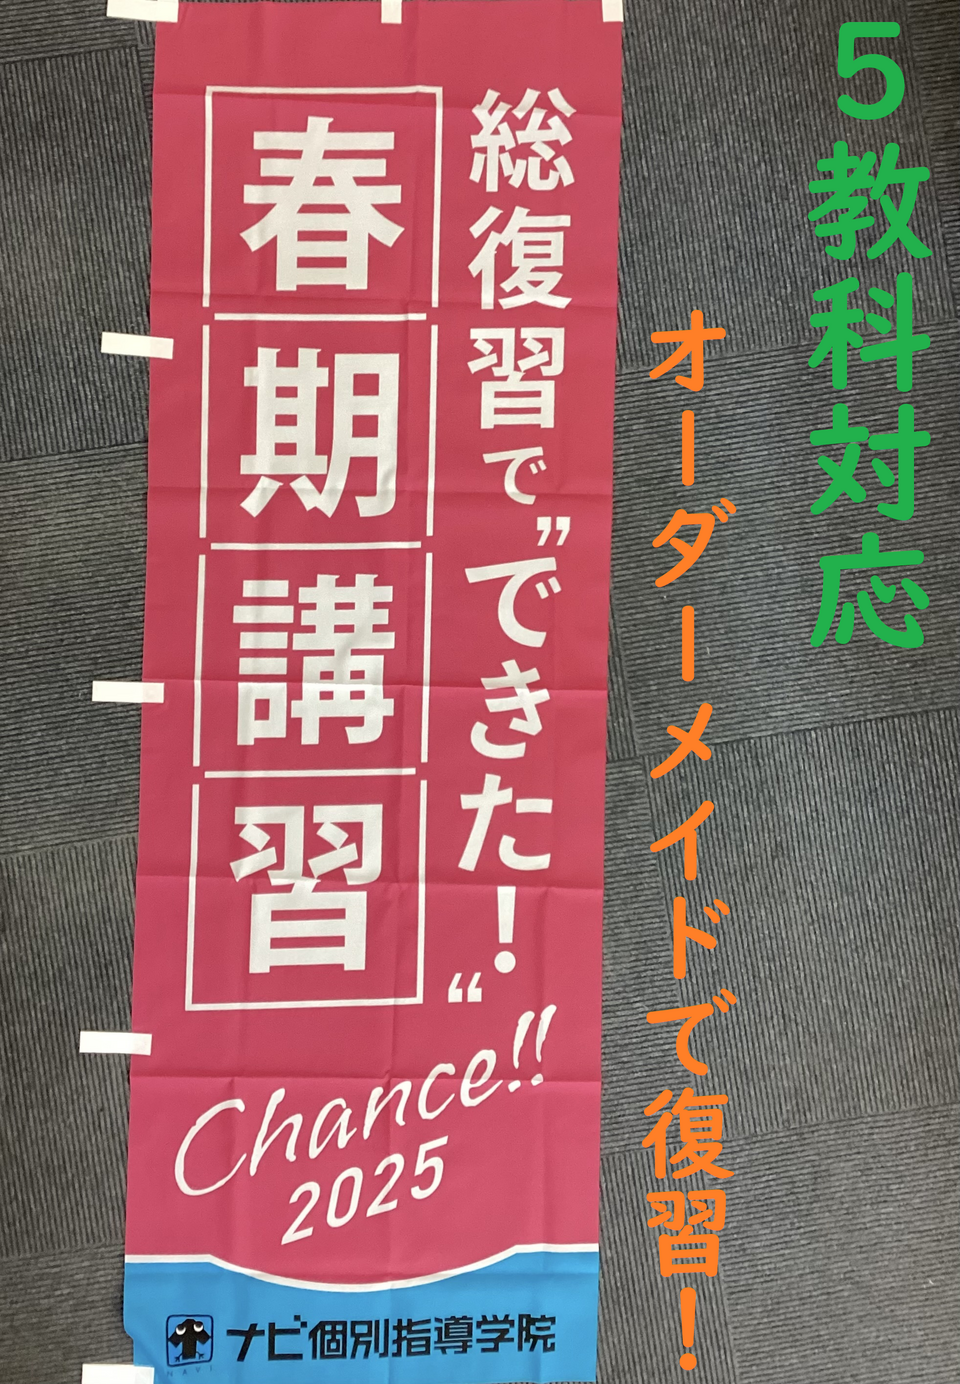 5教科対応
オーダーメイドで復習！
総復習で”できた！“
春期講習
Chance!!
2025
ナビ個別指導学院
NAVI